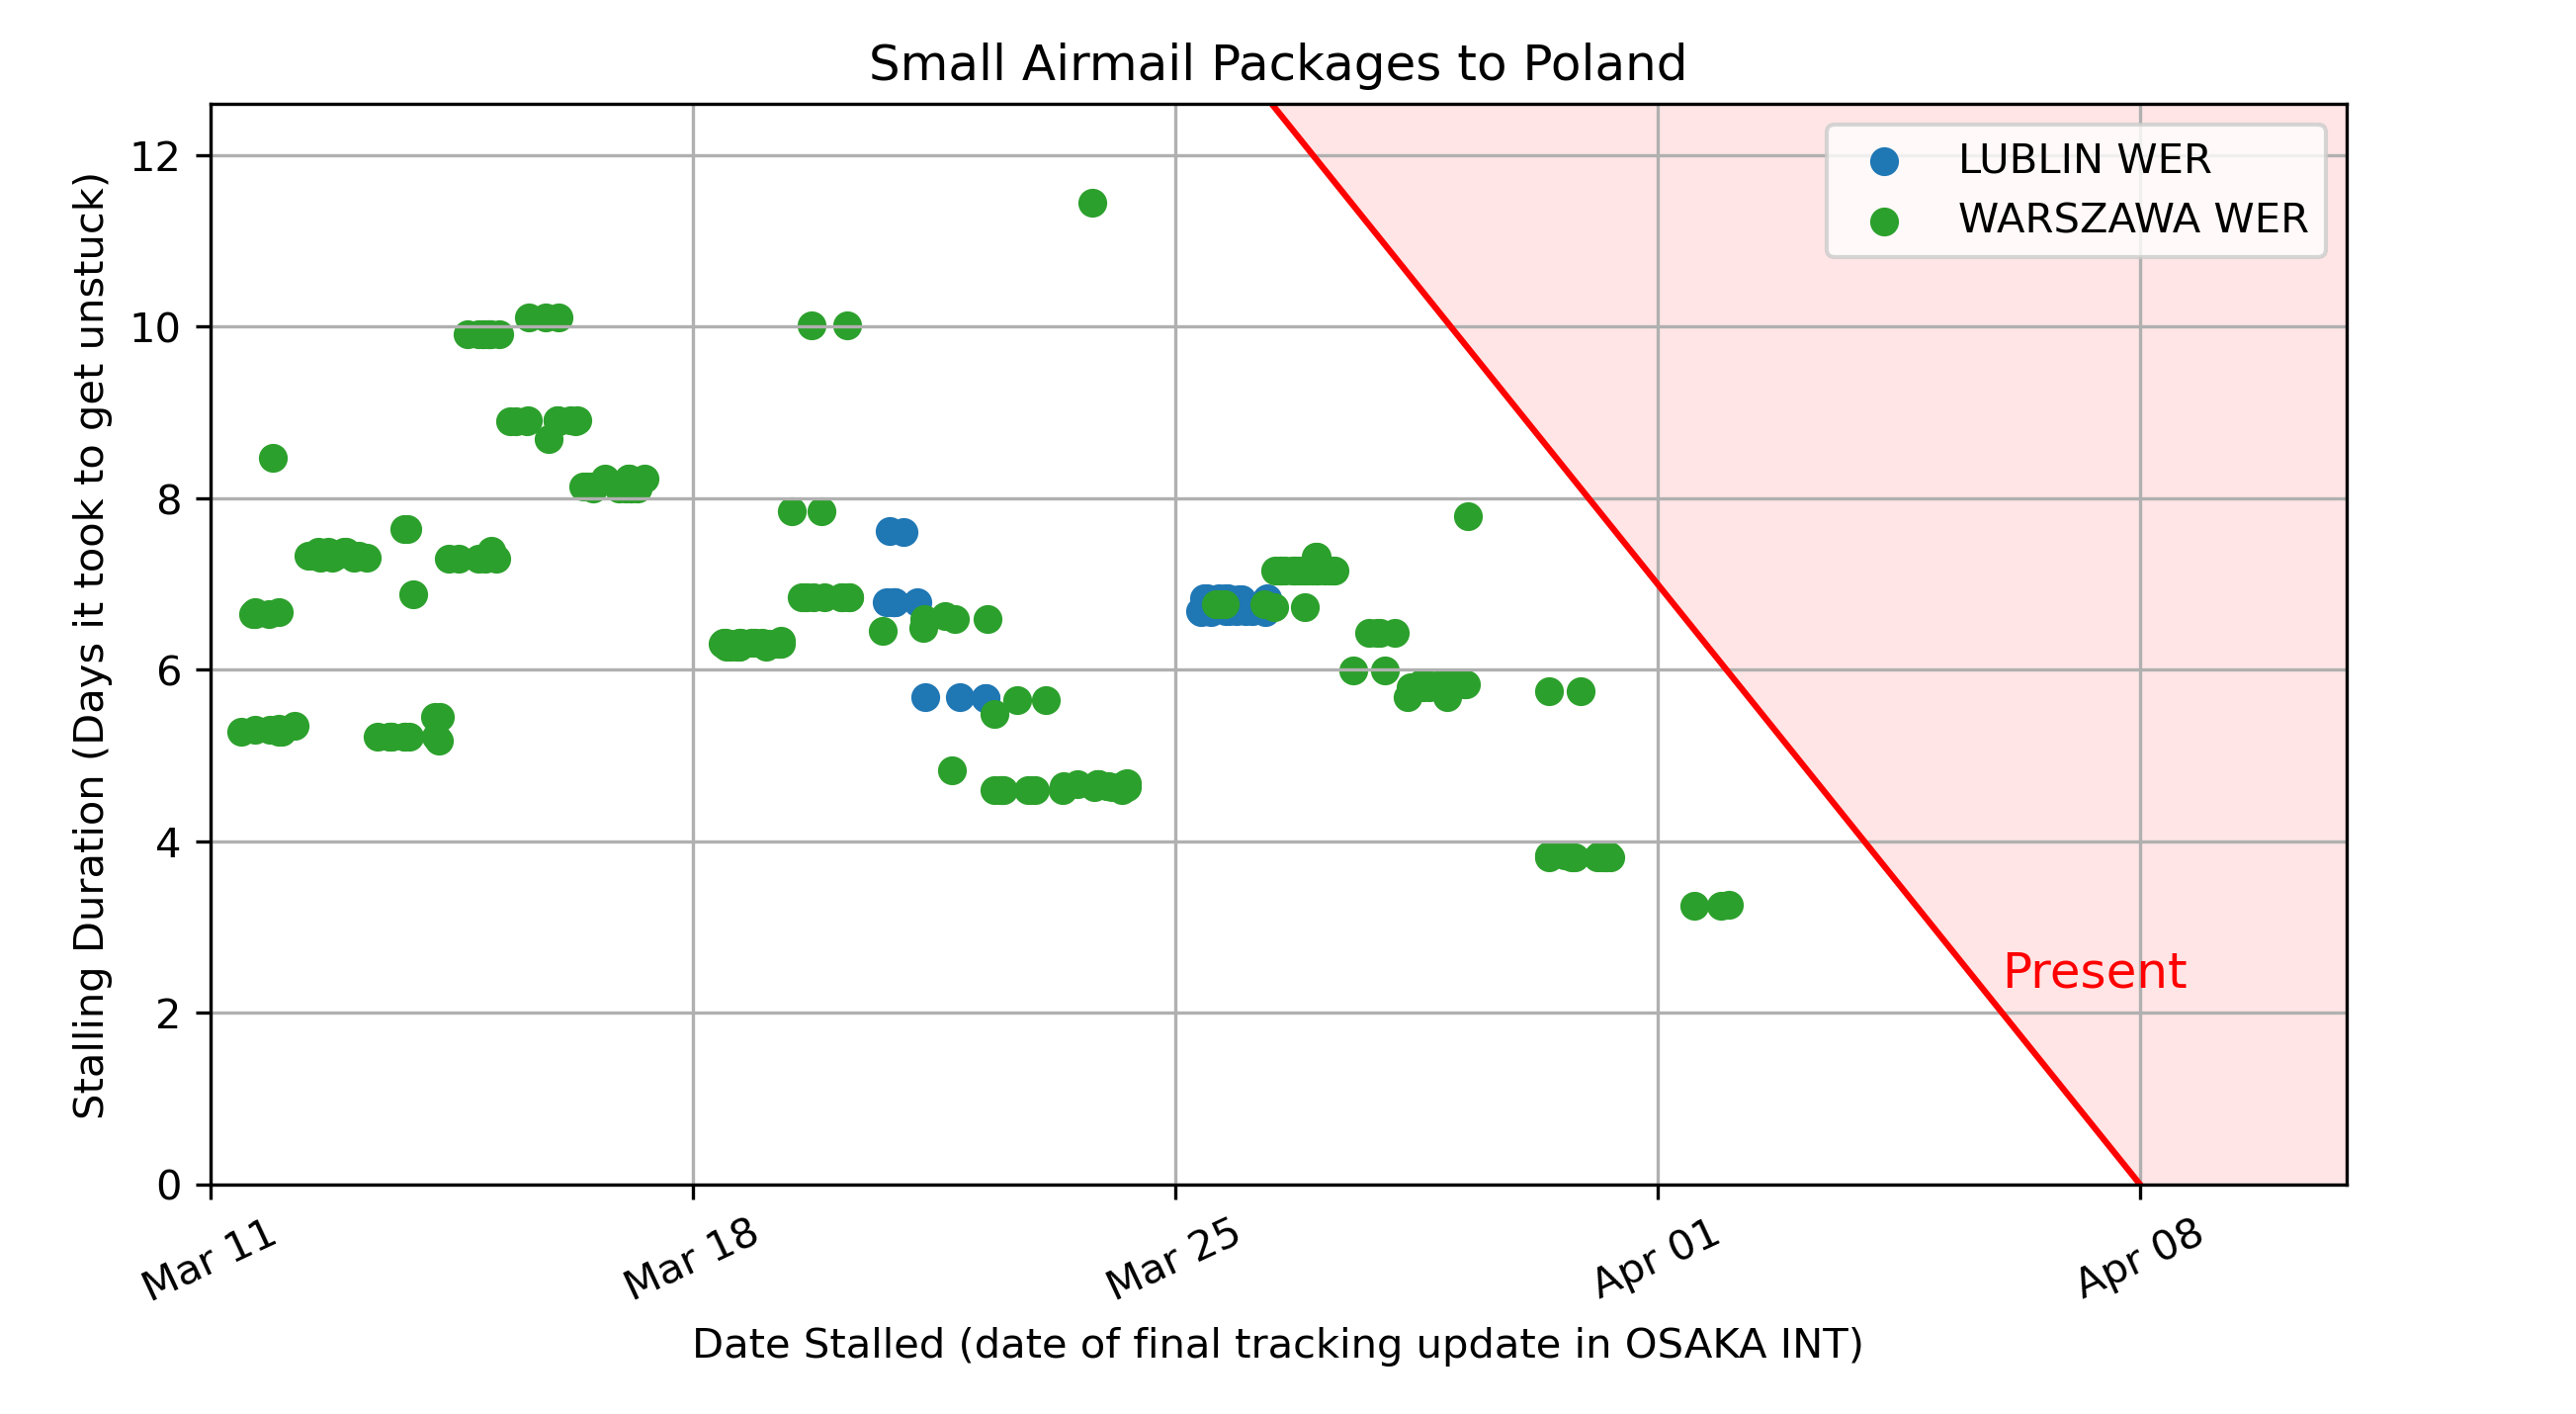 Small Airmail Packages to Poland
LUBLIN WER
WARSZAWA WER
Present
Stalling Duration (Days it took to get unstuck)
12
10
8
6
4
2
0
Mar 11
Mar 18
Mar 25
Apr 01
Apr 08
Date Stalled (date of final tracking update in OSAKA INT)